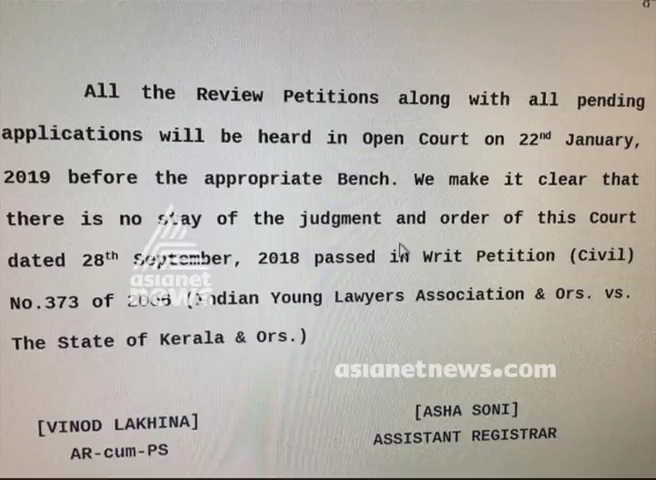 All the Review Petitions along with all pending
applications will be heard in Open Court on 22nd January,
2019 before the appropriate Bench. We make it clear that
there is no stay of the judgment and order of this Court
dated 28th September, 2018 passed in Writ Petition (Civil)
No.373 of 2006 (Indian Young Lawyers Association & Ors. vs.
The State of Kerala & Ors.)
asianet
news
asianetnews.com
[VINOD LAKHINA]
AR-cum-PS
[ASHA SONI]
ASSISTANT REGISTRAR